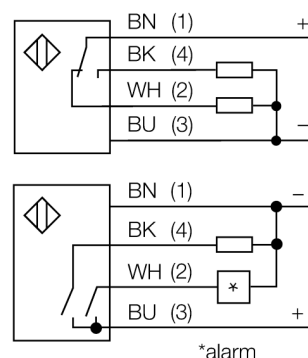 BN (1) +
BK (4)
WH (2)
BU (3) −
BN (1) −
BK (4)
WH (2)
*
BU (3) +
*alarm